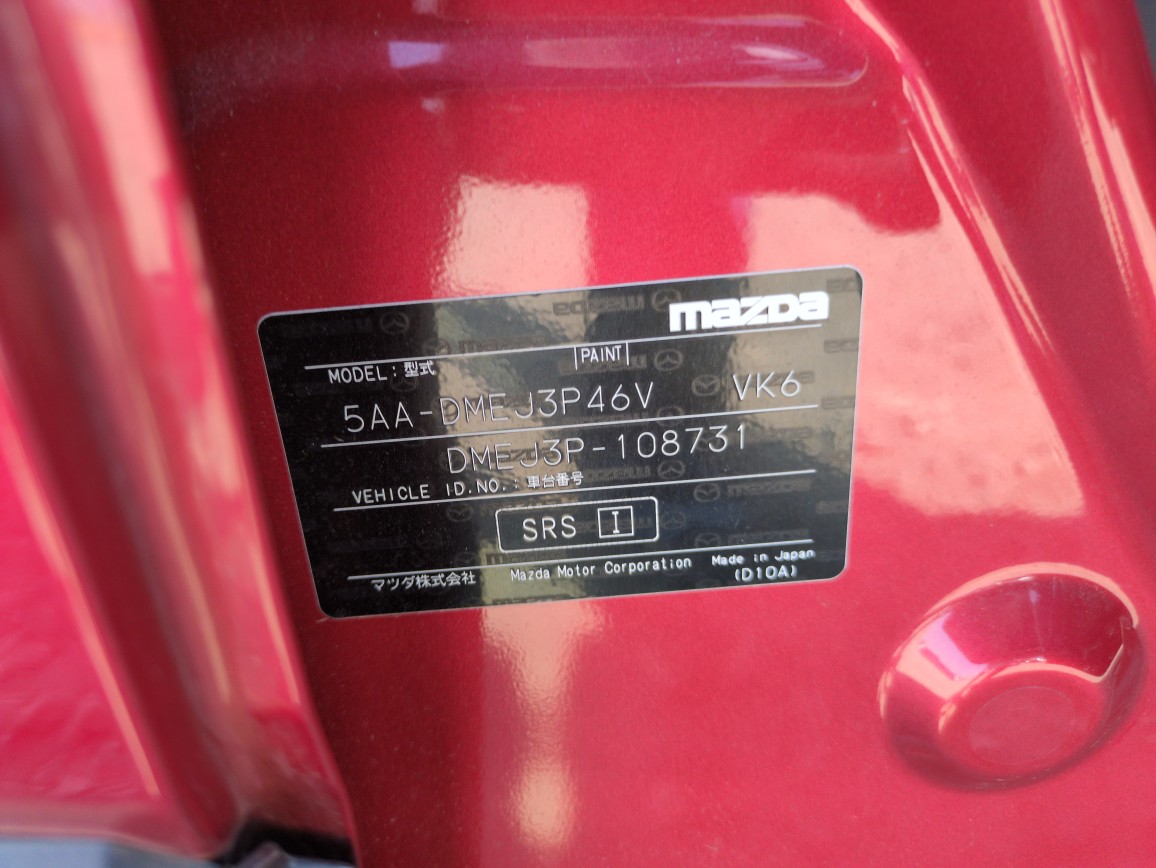 mazda
MODEL : 型式 |PAINT|
5AA-DMEJ3P46V VK6
DMEJ3P-108731
VEHICLE ID.NO. : 車台番号
SRS I
マツダ株式会社 Mazda Motor Corporation Made in Japan
(D10A)